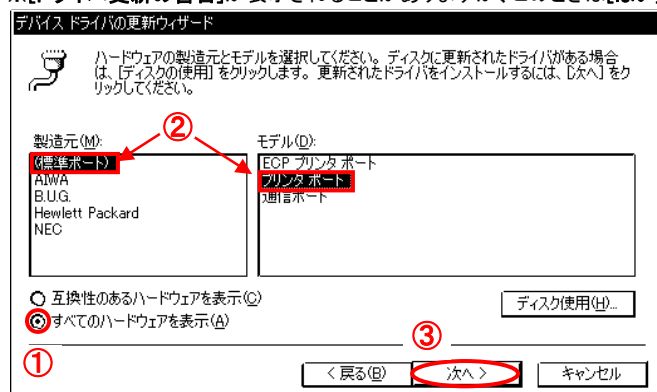 デバイス ドライバの更新ウィザード
ハードウェアの製造元とモデルを選択してください。ディスクに更新されたドライバがある場合
は、[ディスクの使用] をクリックします。更新されたドライバをインストールするには、[次へ] をク
リックしてください。
②
製造元(M):
モデル(D):
(標準ポート)
AIWA
B.U.G.
Hewlett Packard
NEC
ECP プリンタ ポート
プリンタ ポート
通信ポート
互換性のあるハードウェアを表示(C)
すべてのハードウェアを表示(A)
ディスク使用(H)...
①
③
< 戻る(B)
次へ >
キャンセル